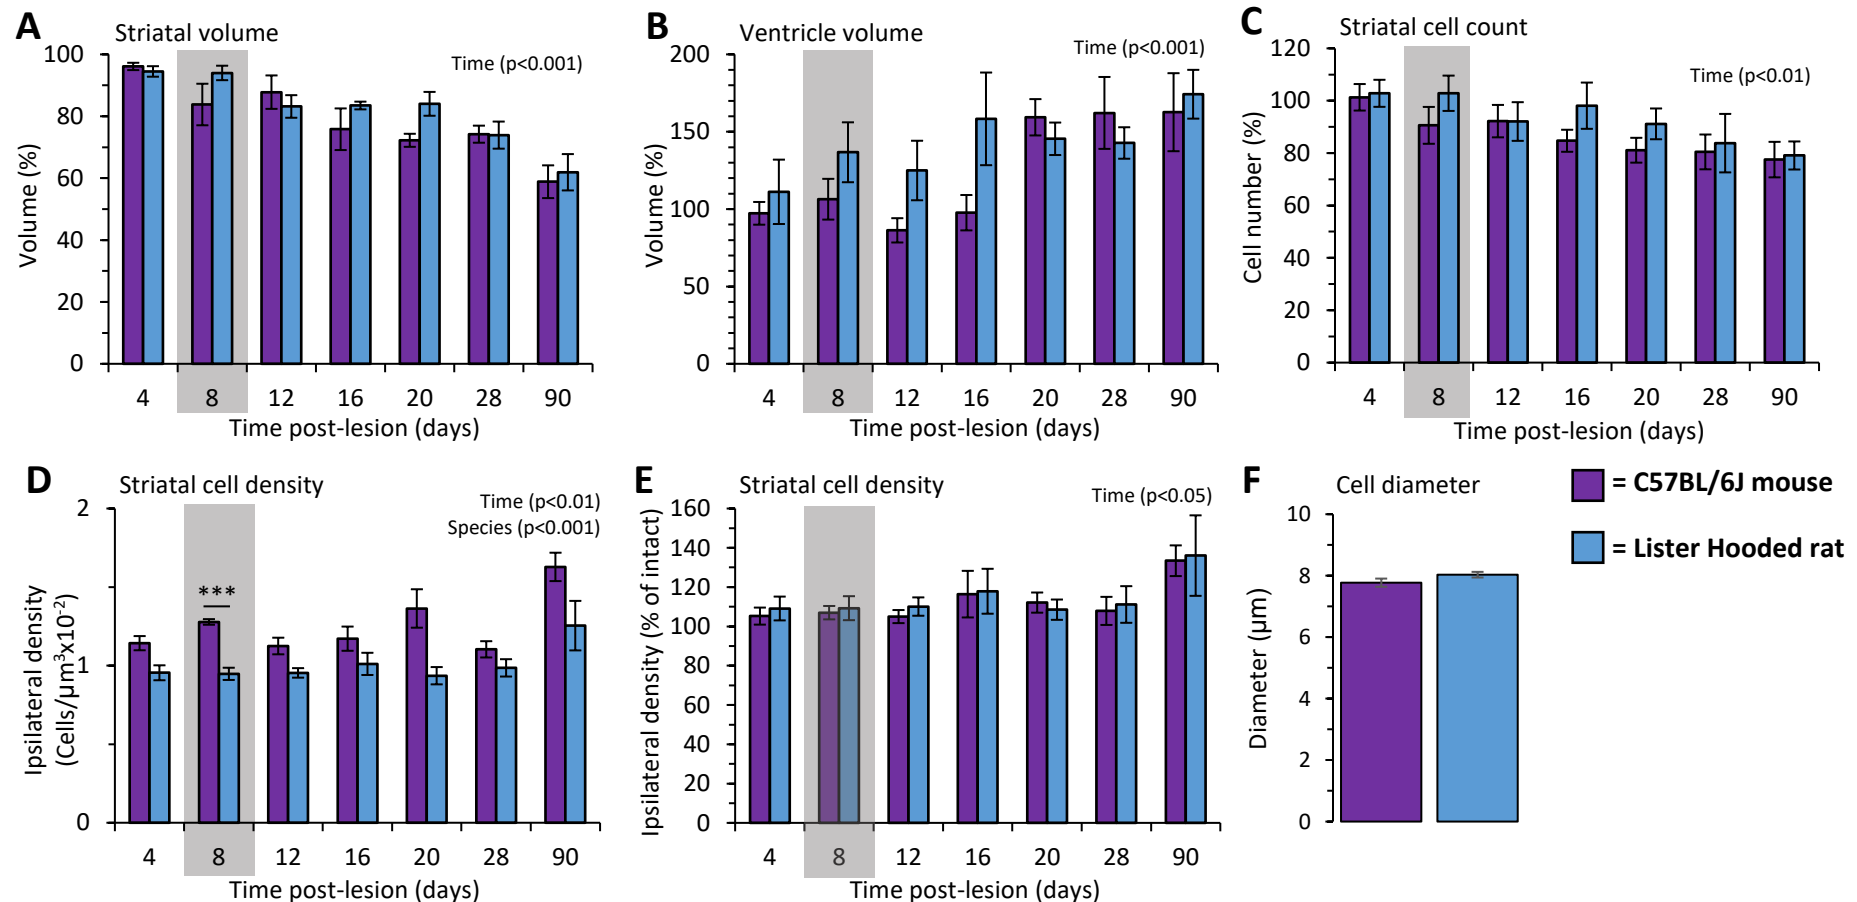 A
Striatal volume
Time (p<0.001)
Volume (%)
100
80
60
40
20
0
4 8 12 16 20 28 90
Time post-lesion (days)
B
Ventricle volume
Time (p<0.001)
Volume (%)
200
150
100
50
0
4 8 12 16 20 28 90
Time post-lesion (days)
C
Striatal cell count
Time (p<0.01)
Cell number (%)
120
100
80
60
40
20
0
4 8 12 16 20 28 90
Time post-lesion (days)
D
Striatal cell density
Time (p<0.01)
Species (p<0.001)
Ipsilateral density
(Cells/μm³x10⁻²)
2
1
0
***
4 8 12 16 20 28 90
Time post-lesion (days)
E
Striatal cell density
Time (p<0.05)
Ipsilateral density (% of intact)
160
140
120
100
80
60
40
20
0
4 8 12 16 20 28 90
Time post-lesion (days)
F
Cell diameter
Diameter (μm)
10
8
6
4
2
0
= C57BL/6J mouse
= Lister Hooded rat